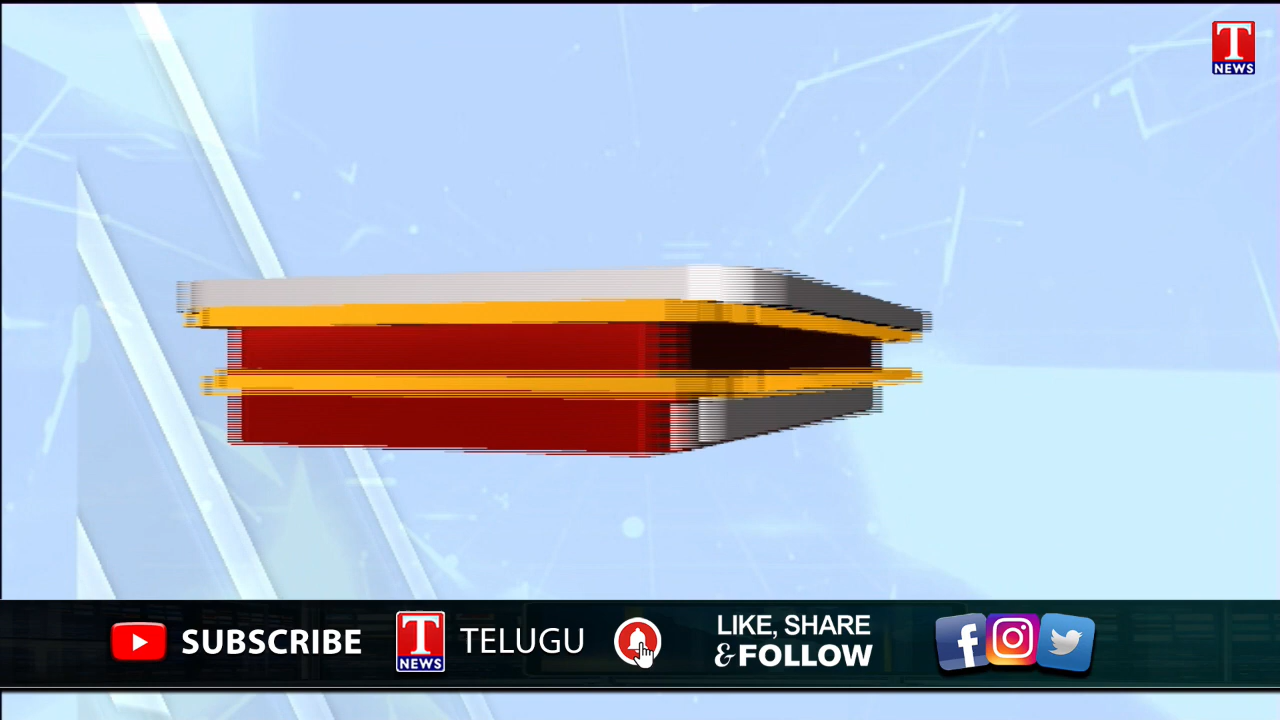 T
NEWS
SUBSCRIBE
T
NEWS
TELUGU
LIKE, SHARE
& FOLLOW
f